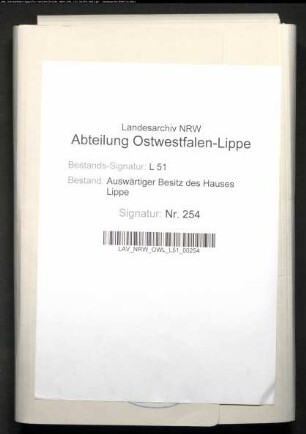 Landesarchiv NRW
Abteilung Ostwestfalen-Lippe
Bestands-Signatur: L 51
Bestand: Auswärtiger Besitz des Hauses
Lippe
Signatur: Nr. 254
LAV_NRW_OWL_L51_00254